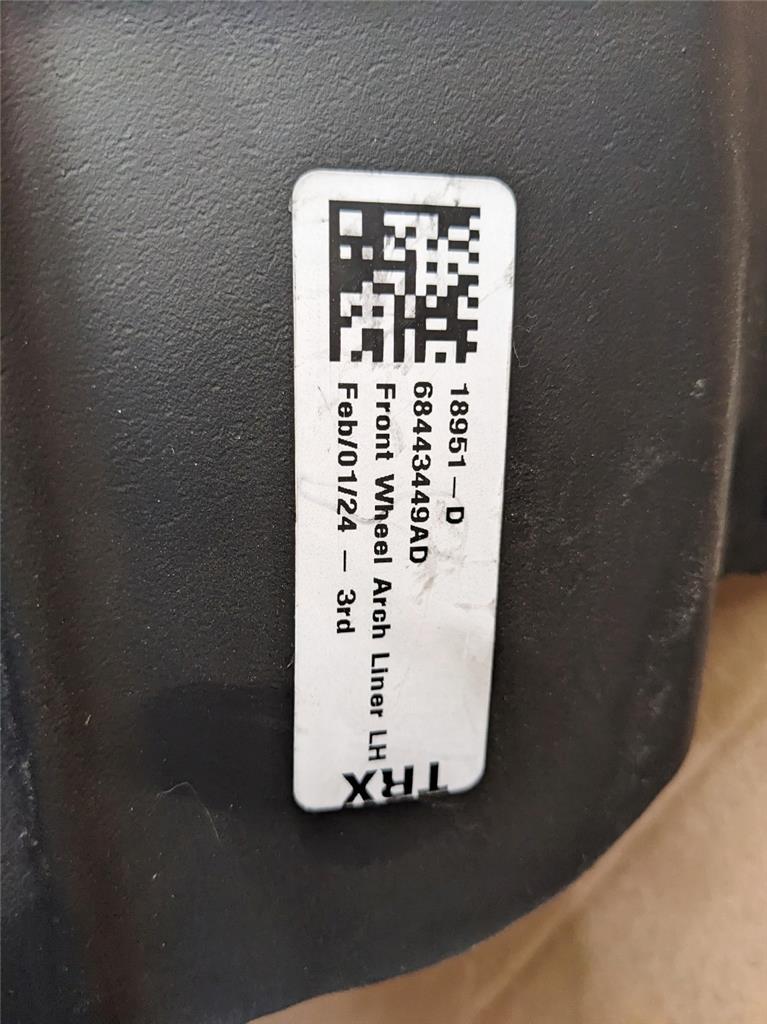 18951-D
68443449AD
Front Wheel Arch Liner LH
Feb/01/24 - 3rd
TRX